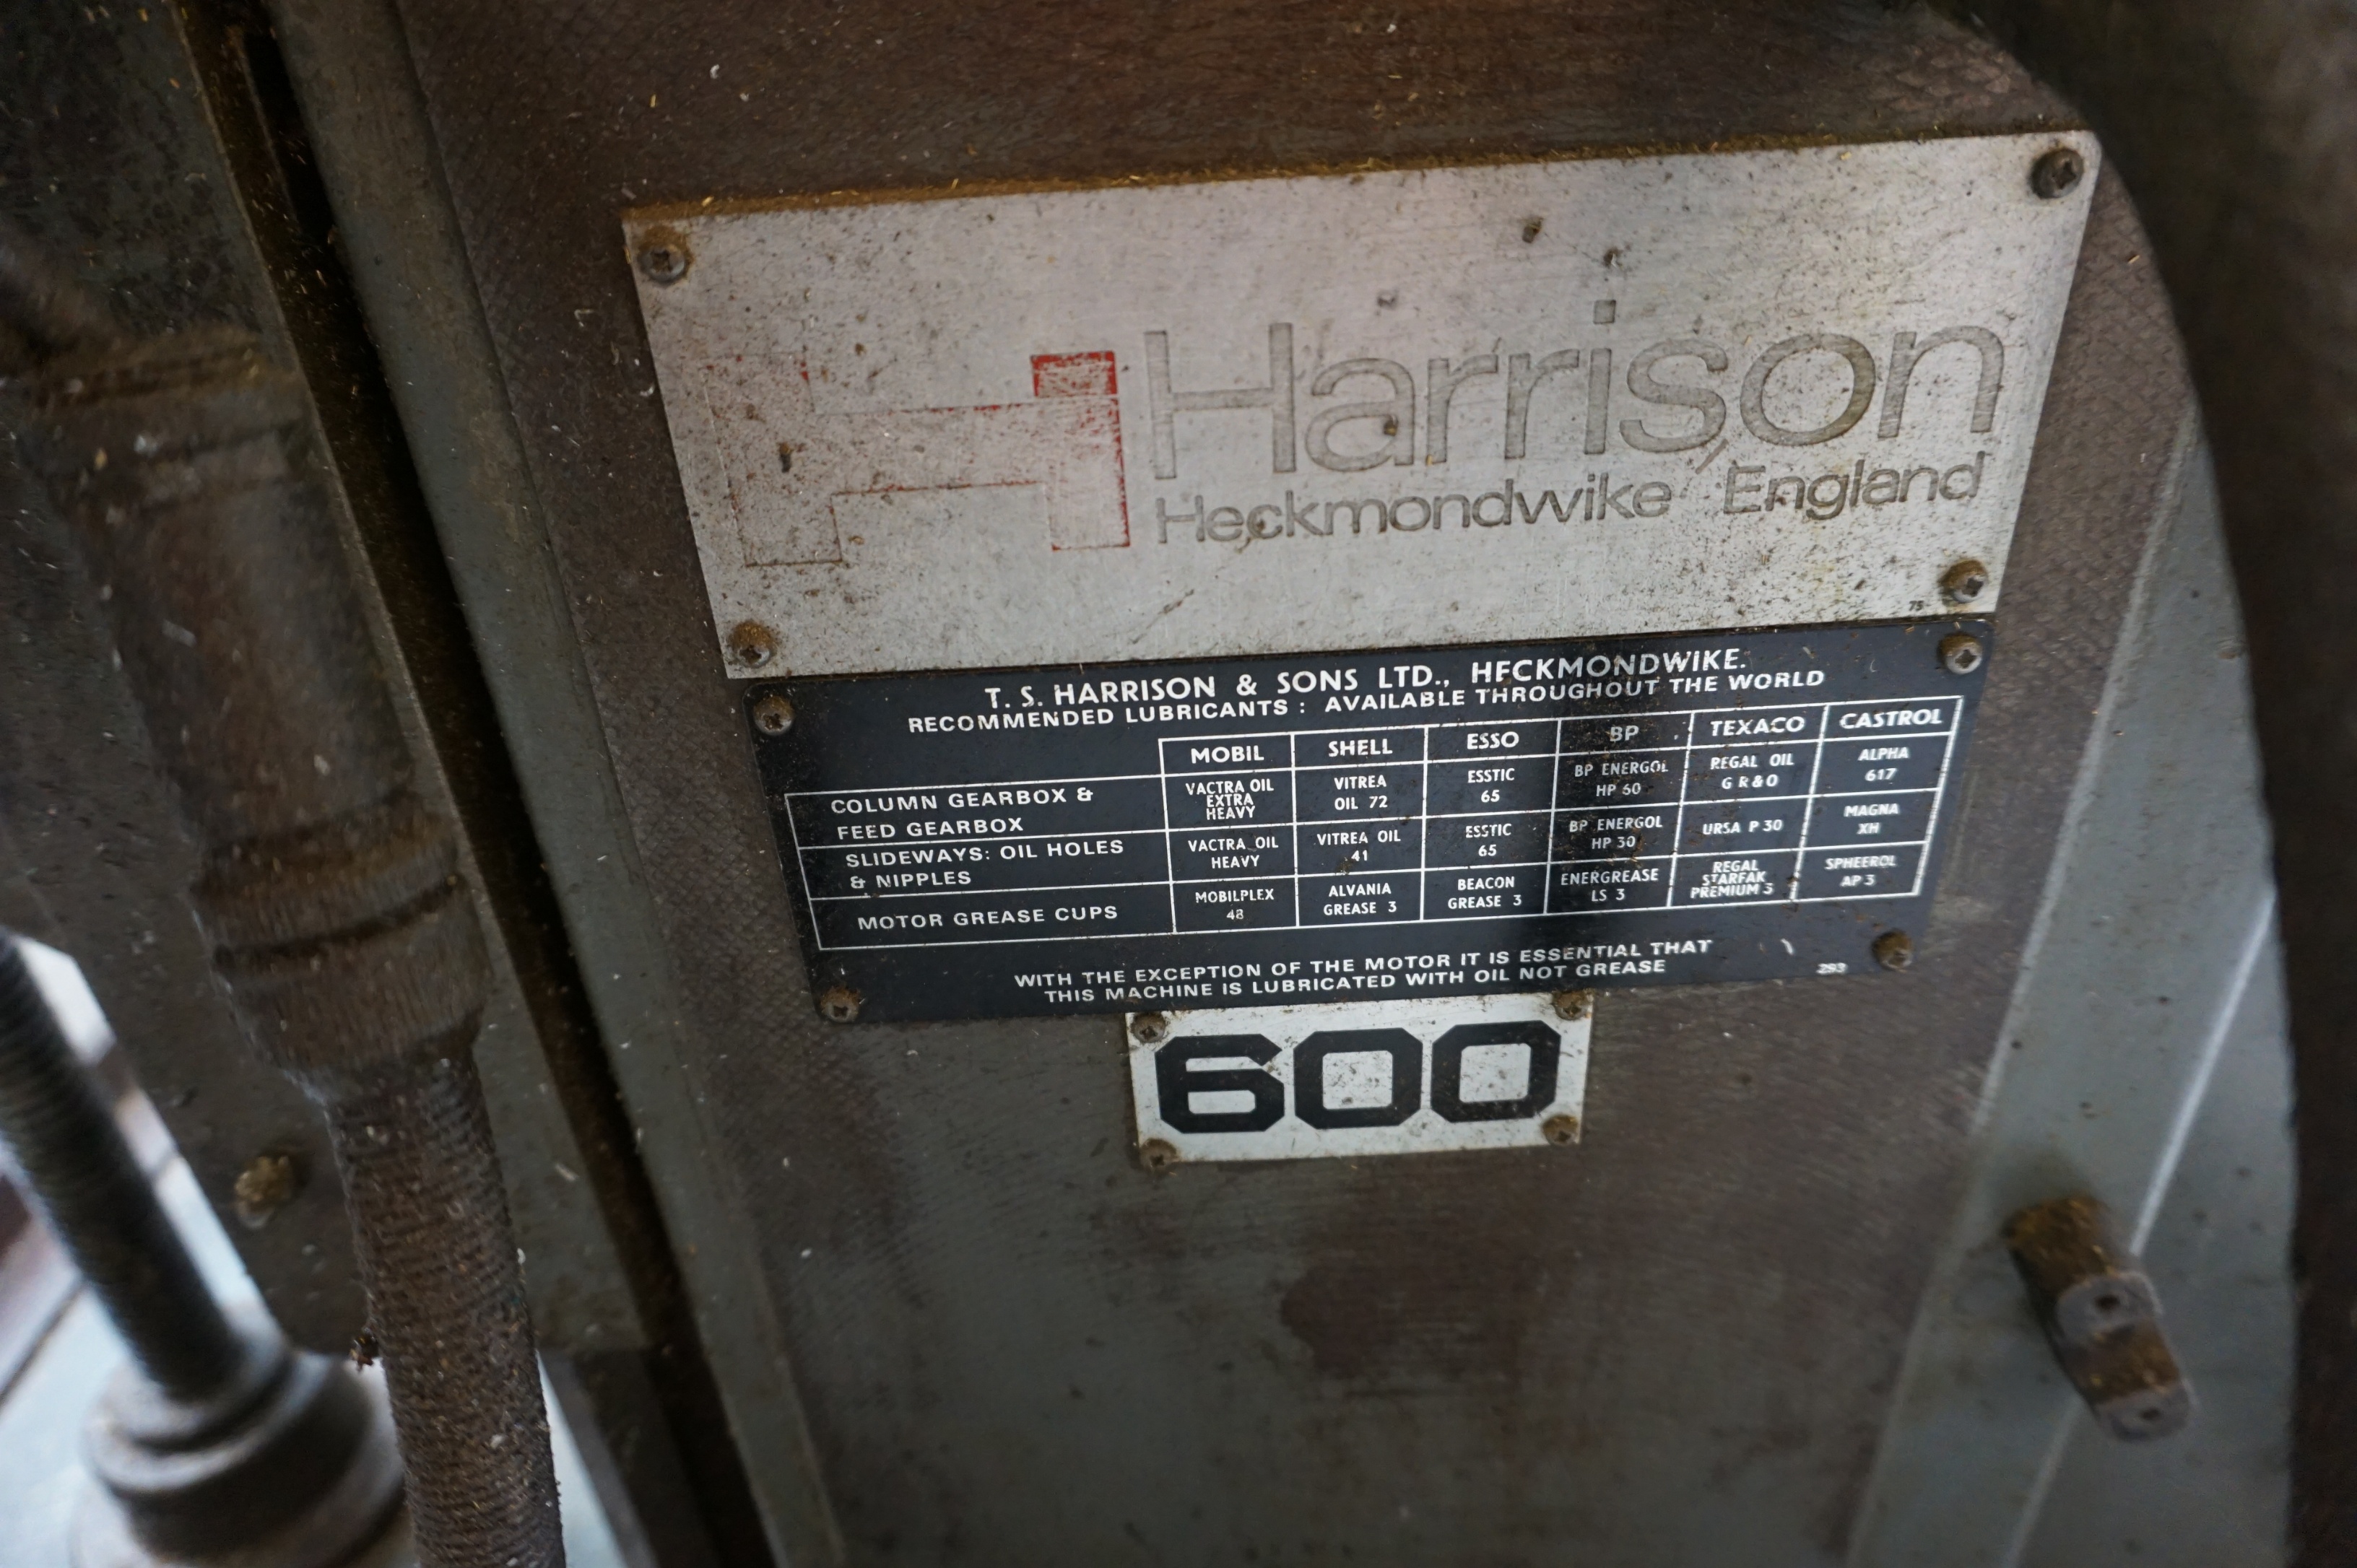 Harrison
Heckmondwike England
75
T. S. HARRISON & SONS LTD., HECKMONDWIKE.
RECOMMENDED LUBRICANTS : AVAILABLE THROUGHOUT THE WORLD
MOBIL SHELL ESSO BP TEXACO CASTROL
COLUMN GEARBOX &
FEED GEARBOX
VACTRA OIL
EXTRA
HEAVY
VITREA
OIL 72
ESSTIC
65
BP ENERGOL
HP 60
REGAL OIL
G R & O
ALPHA
617
SLIDEWAYS: OIL HOLES
& NIPPLES
VACTRA OIL
HEAVY
VITREA OIL
41
ESSTIC
65
BP ENERGOL
HP 30
URSA P 30
MAGNA
XH
MOTOR GREASE CUPS
MOBILPLEX
48
ALVANIA
GREASE 3
BEACON
GREASE 3
ENERGREASE
LS 3
REGAL
STARFAK
PREMIUM 3
SPHEEROL
AP 3
WITH THE EXCEPTION OF THE MOTOR IT IS ESSENTIAL THAT
THIS MACHINE IS LUBRICATED WITH OIL NOT GREASE
293
600